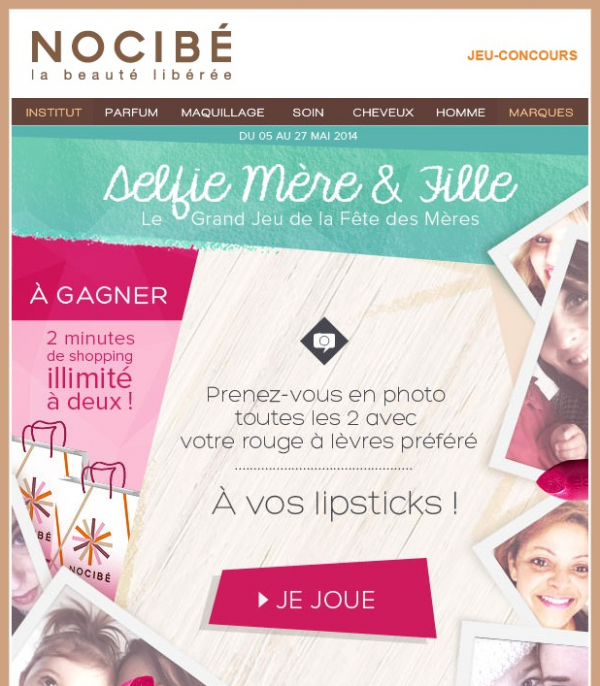 NOCIBÉ
la beauté libérée
JEU-CONCOURS
INSTITUT PARFUM MAQUILLAGE SOIN CHEVEUX HOMME MARQUES
DU 05 AU 27 MAI 2014
Selfie Mère & Fille
Le Grand Jeu de la Fête des Mères
À GAGNER
2 minutes
de shopping
illimité
à deux !
Prenez-vous en photo
toutes les 2 avec
votre rouge à lèvres préféré
À vos lipsticks !
BÉ
NOCIBÉ
JE JOUE